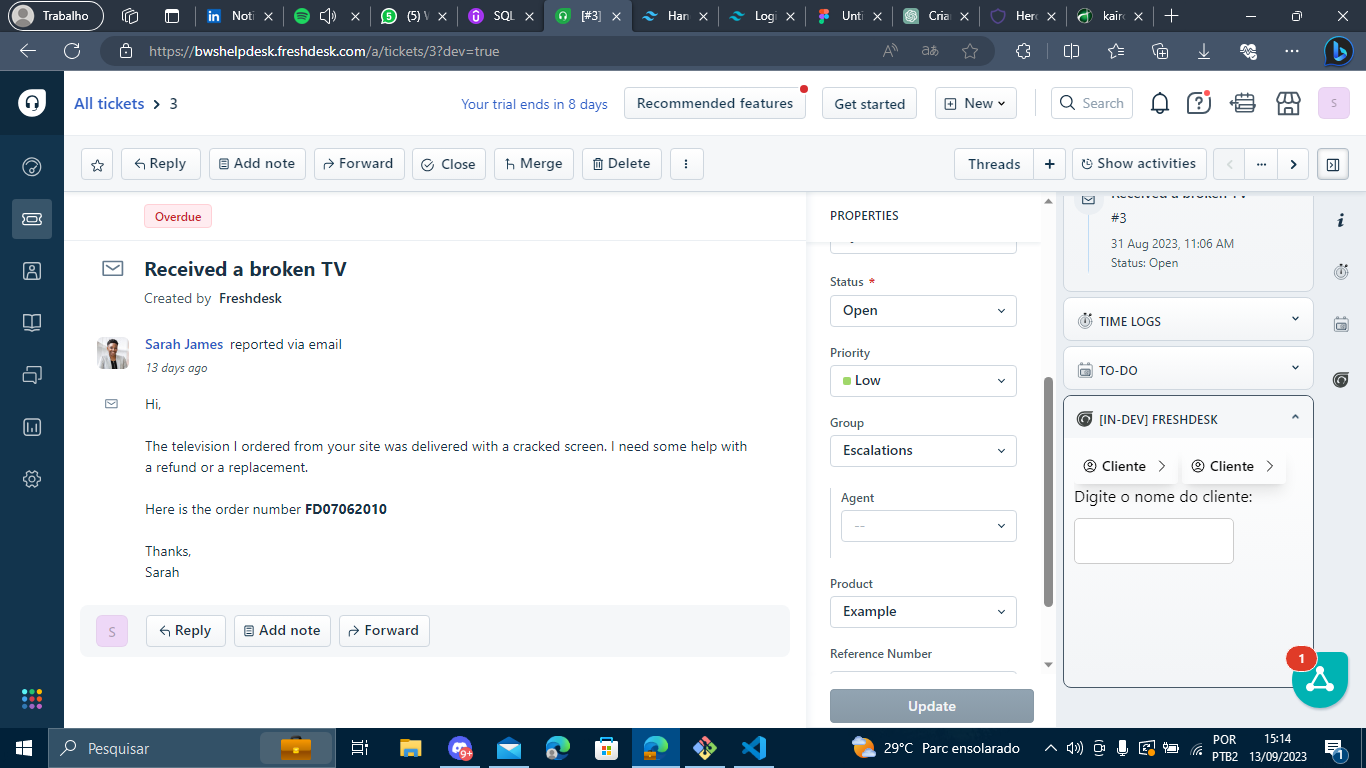 Trabalho
Noti
(5) W
SQL
[#3]
Han
Logi
Unti
Cria
Hero
kairo
https://bwshelpdesk.freshdesk.com/a/tickets/3?dev=true
All tickets > 3
Your trial ends in 8 days
Recommended features
Get started
New
Search
S
Reply
Add note
Forward
Close
Merge
Delete
Threads
Show activities
Overdue
Received a broken TV
Created by Freshdesk
Sarah James reported via email
13 days ago
Hi,
The television I ordered from your site was delivered with a cracked screen. I need some help with
a refund or a replacement.
Here is the order number FD07062010
Thanks,
Sarah
S
Reply
Add note
Forward
PROPERTIES
Status *
Open
Priority
Low
Group
Escalations
Agent
--
Product
Example
Reference Number
Update
Received a broken TV
#3
31 Aug 2023, 11:06 AM
Status: Open
TIME LOGS
TO-DO
[IN-DEV] FRESHDESK
Cliente
Cliente
Digite o nome do cliente:
1
Pesquisar
29°C Parc ensolarado
POR
PTB2
15:14
13/09/2023
1